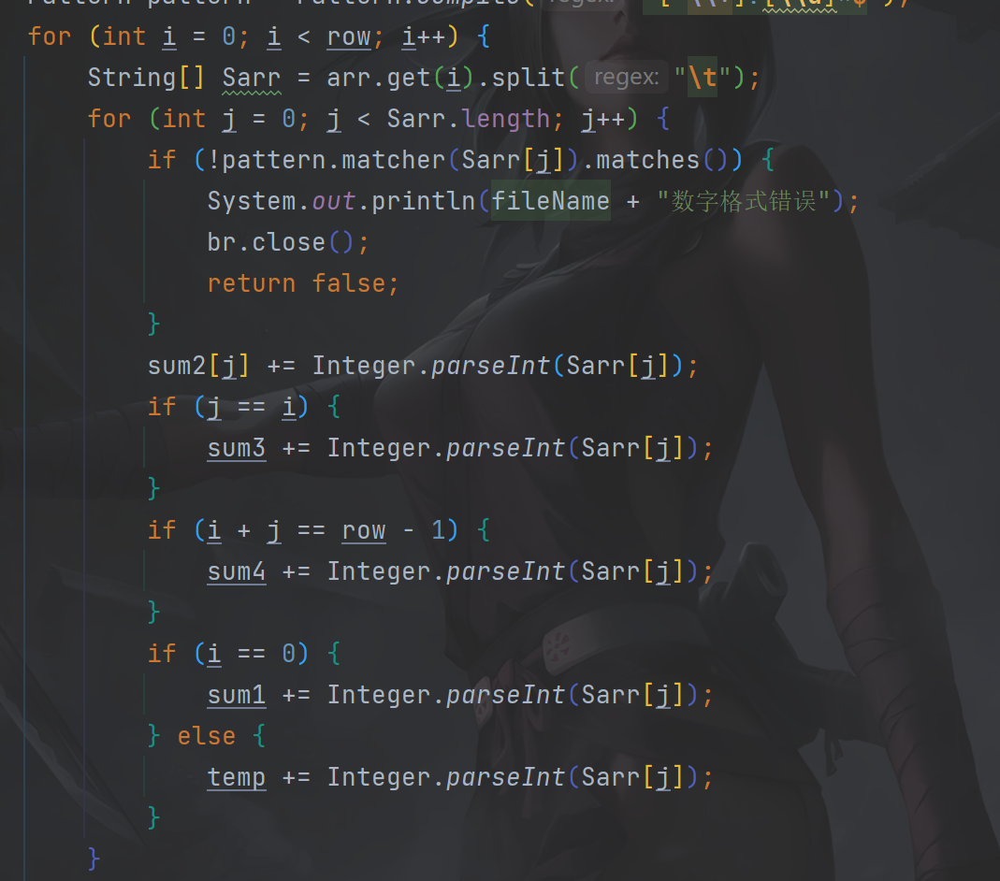 for (int i = 0; i < row; i++) {
String[] Sarr = arr.get(i).split( regex: "\t");
for (int j = 0; j < Sarr.length; j++) {
if (!pattern.matcher(Sarr[j]).matches()) {
System.out.println(fileName + "数字格式错误");
br.close();
return false;
}
sum2[j] += Integer.parseInt(Sarr[j]);
if (j == i) {
sum3 += Integer.parseInt(Sarr[j]);
}
if (i + j == row - 1) {
sum4 += Integer.parseInt(Sarr[j]);
}
if (i == 0) {
sum1 += Integer.parseInt(Sarr[j]);
} else {
temp += Integer.parseInt(Sarr[j]);
}
}